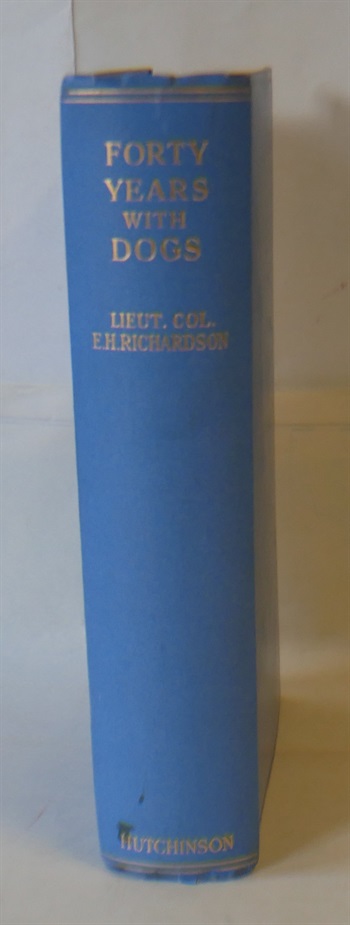 FORTY
YEARS
WITH
DOGS
LIEUT. COL.
E.H.RICHARDSON
HUTCHINSON